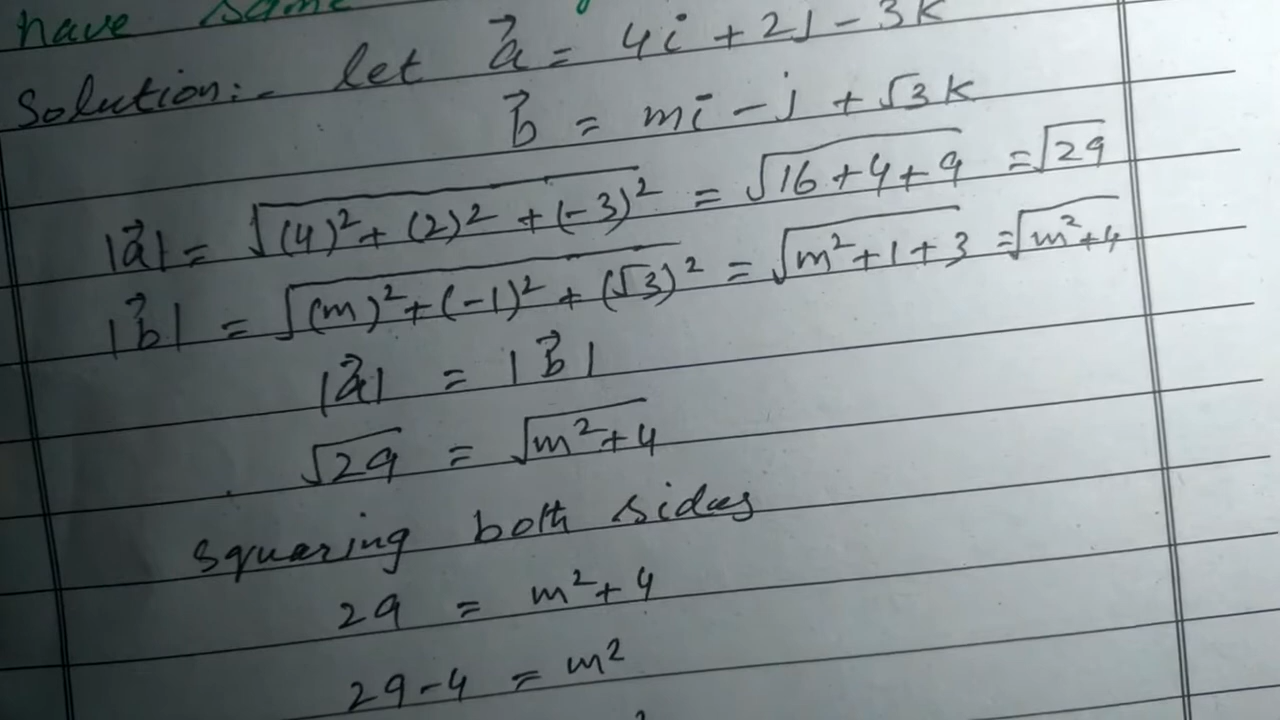 have same
Solution:- let a⃗ = 4i + 2j - 3k
b⃗ = mi - j + √3k
|a⃗| = √((4)² + (2)² + (-3)²) = √(16 + 4 + 9) = √29
|b⃗| = √((m)² + (-1)² + (√3)²) = √(m² + 1 + 3) = √(m² + 4)
|a⃗| = |b⃗|
√29 = √(m² + 4)
Squaring both sides
29 = m² + 4
29 - 4 = m²